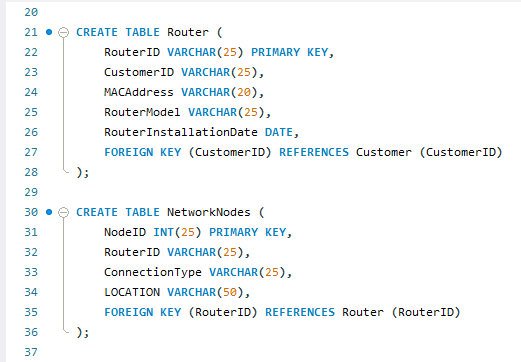 20
21 CREATE TABLE Router (
22 RouterID VARCHAR(25) PRIMARY KEY,
23 CustomerID VARCHAR(25),
24 MACAddress VARCHAR(20),
25 RouterModel VARCHAR(25),
26 RouterInstallationDate DATE,
27 FOREIGN KEY (CustomerID) REFERENCES Customer (CustomerID)
28 );
29
30 CREATE TABLE NetworkNodes (
31 NodeID INT(25) PRIMARY KEY,
32 RouterID VARCHAR(25),
33 ConnectionType VARCHAR(25),
34 LOCATION VARCHAR(50),
35 FOREIGN KEY (RouterID) REFERENCES Router (RouterID)
36 );
37